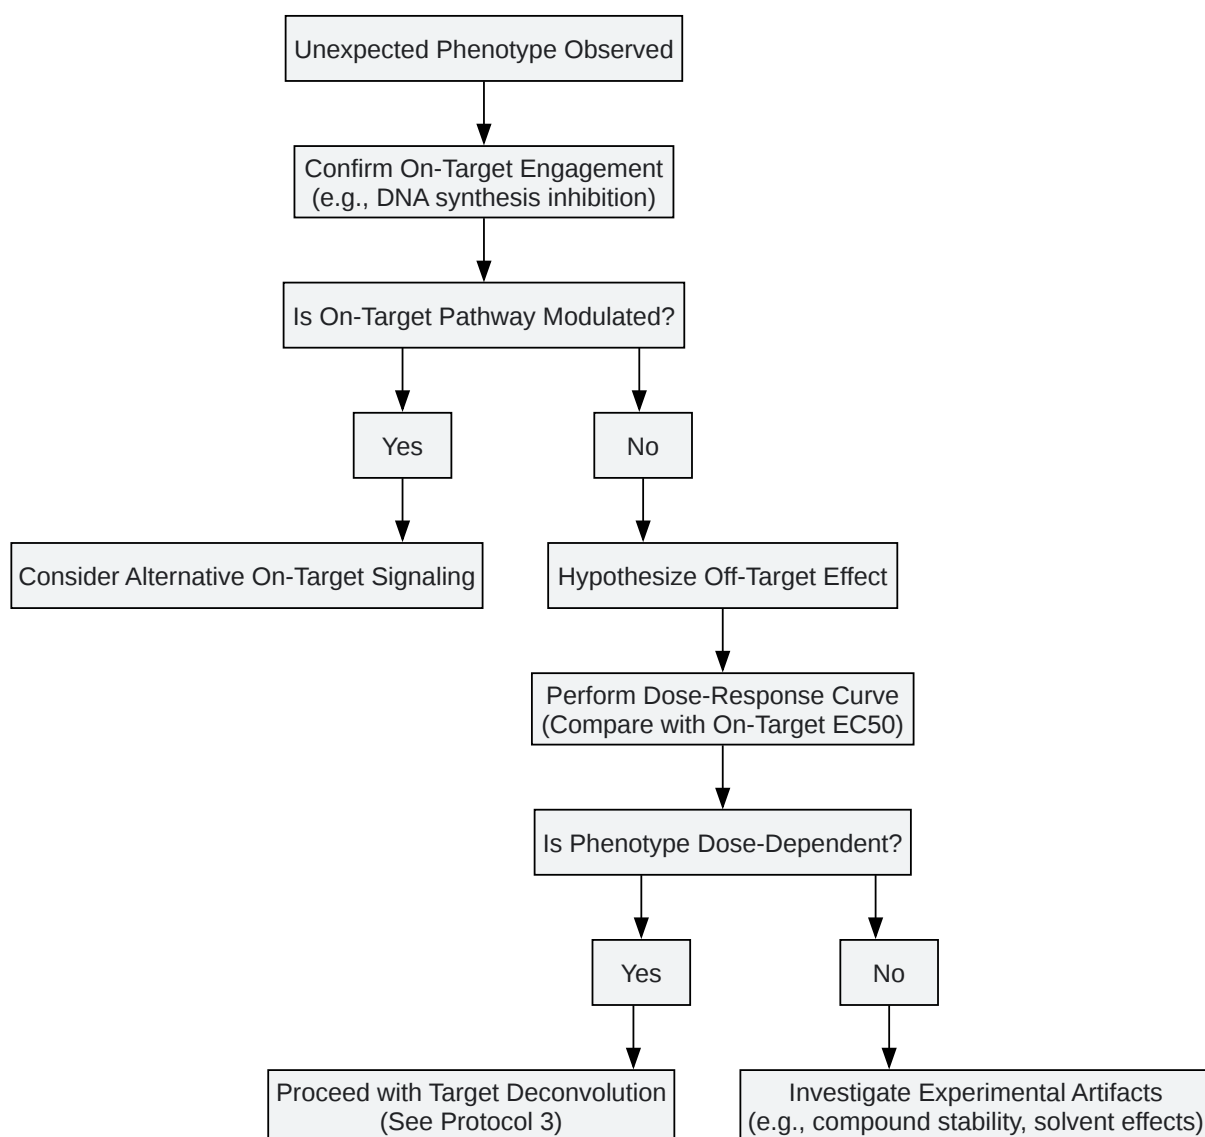 Unexpected Phenotype Observed
Confirm On-Target Engagement
(e.g., DNA synthesis inhibition)
Is On-Target Pathway Modulated?
Yes
No
Consider Alternative On-Target Signaling
Hypothesize Off-Target Effect
Perform Dose-Response Curve
(Compare with On-Target EC50)
Is Phenotype Dose-Dependent?
Yes
No
Proceed with Target Deconvolution
(See Protocol 3)
Investigate Experimental Artifacts
(e.g., compound stability, solvent effects)